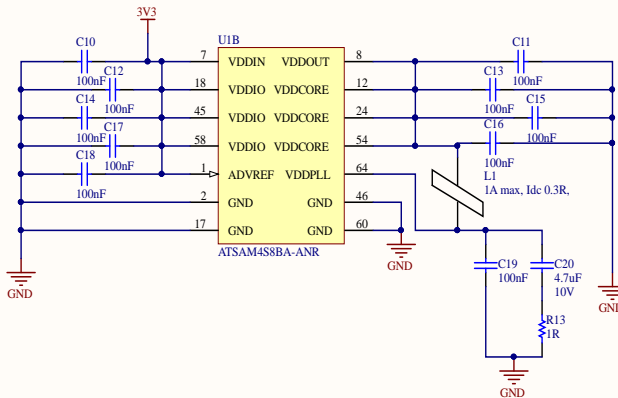 3V3
U1B
C10
100nF
C12
100nF
C14
100nF
C17
100nF
C18
100nF
7 VDDIN VDDOUT 8
18 VDDIO VDDCORE 12
45 VDDIO VDDCORE 24
58 VDDIO VDDCORE 54
1 ADVREF VDDPLL 64
2 GND GND 46
17 GND GND 60
ATSAM4S8BA-ANR
C11
100nF
C13
100nF
C15
100nF
C16
100nF
L1
1A max, Idc 0.3R,
C19
100nF
C20
4.7uF
10V
R13
1R
GND
GND
GND
GND